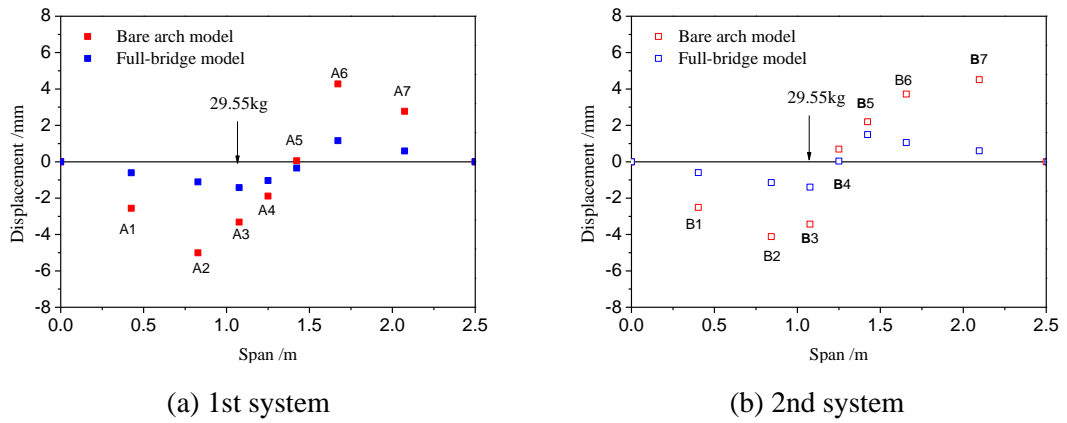 8
6
4
2
0
-2
-4
-6
-8
Displacement /mm
Bare arch model
Full-bridge model
29.55kg
A1
A2
A3
A4
A5
A6
A7
0.0 0.5 1.0 1.5 2.0 2.5
Span /m
(a) 1st system
8
6
4
2
0
-2
-4
-6
-8
Displacement /mm
Bare arch model
Full-bridge model
29.55kg
B1
B2
B3
B4
B5
B6
B7
0.0 0.5 1.0 1.5 2.0 2.5
Span /m
(b) 2nd system